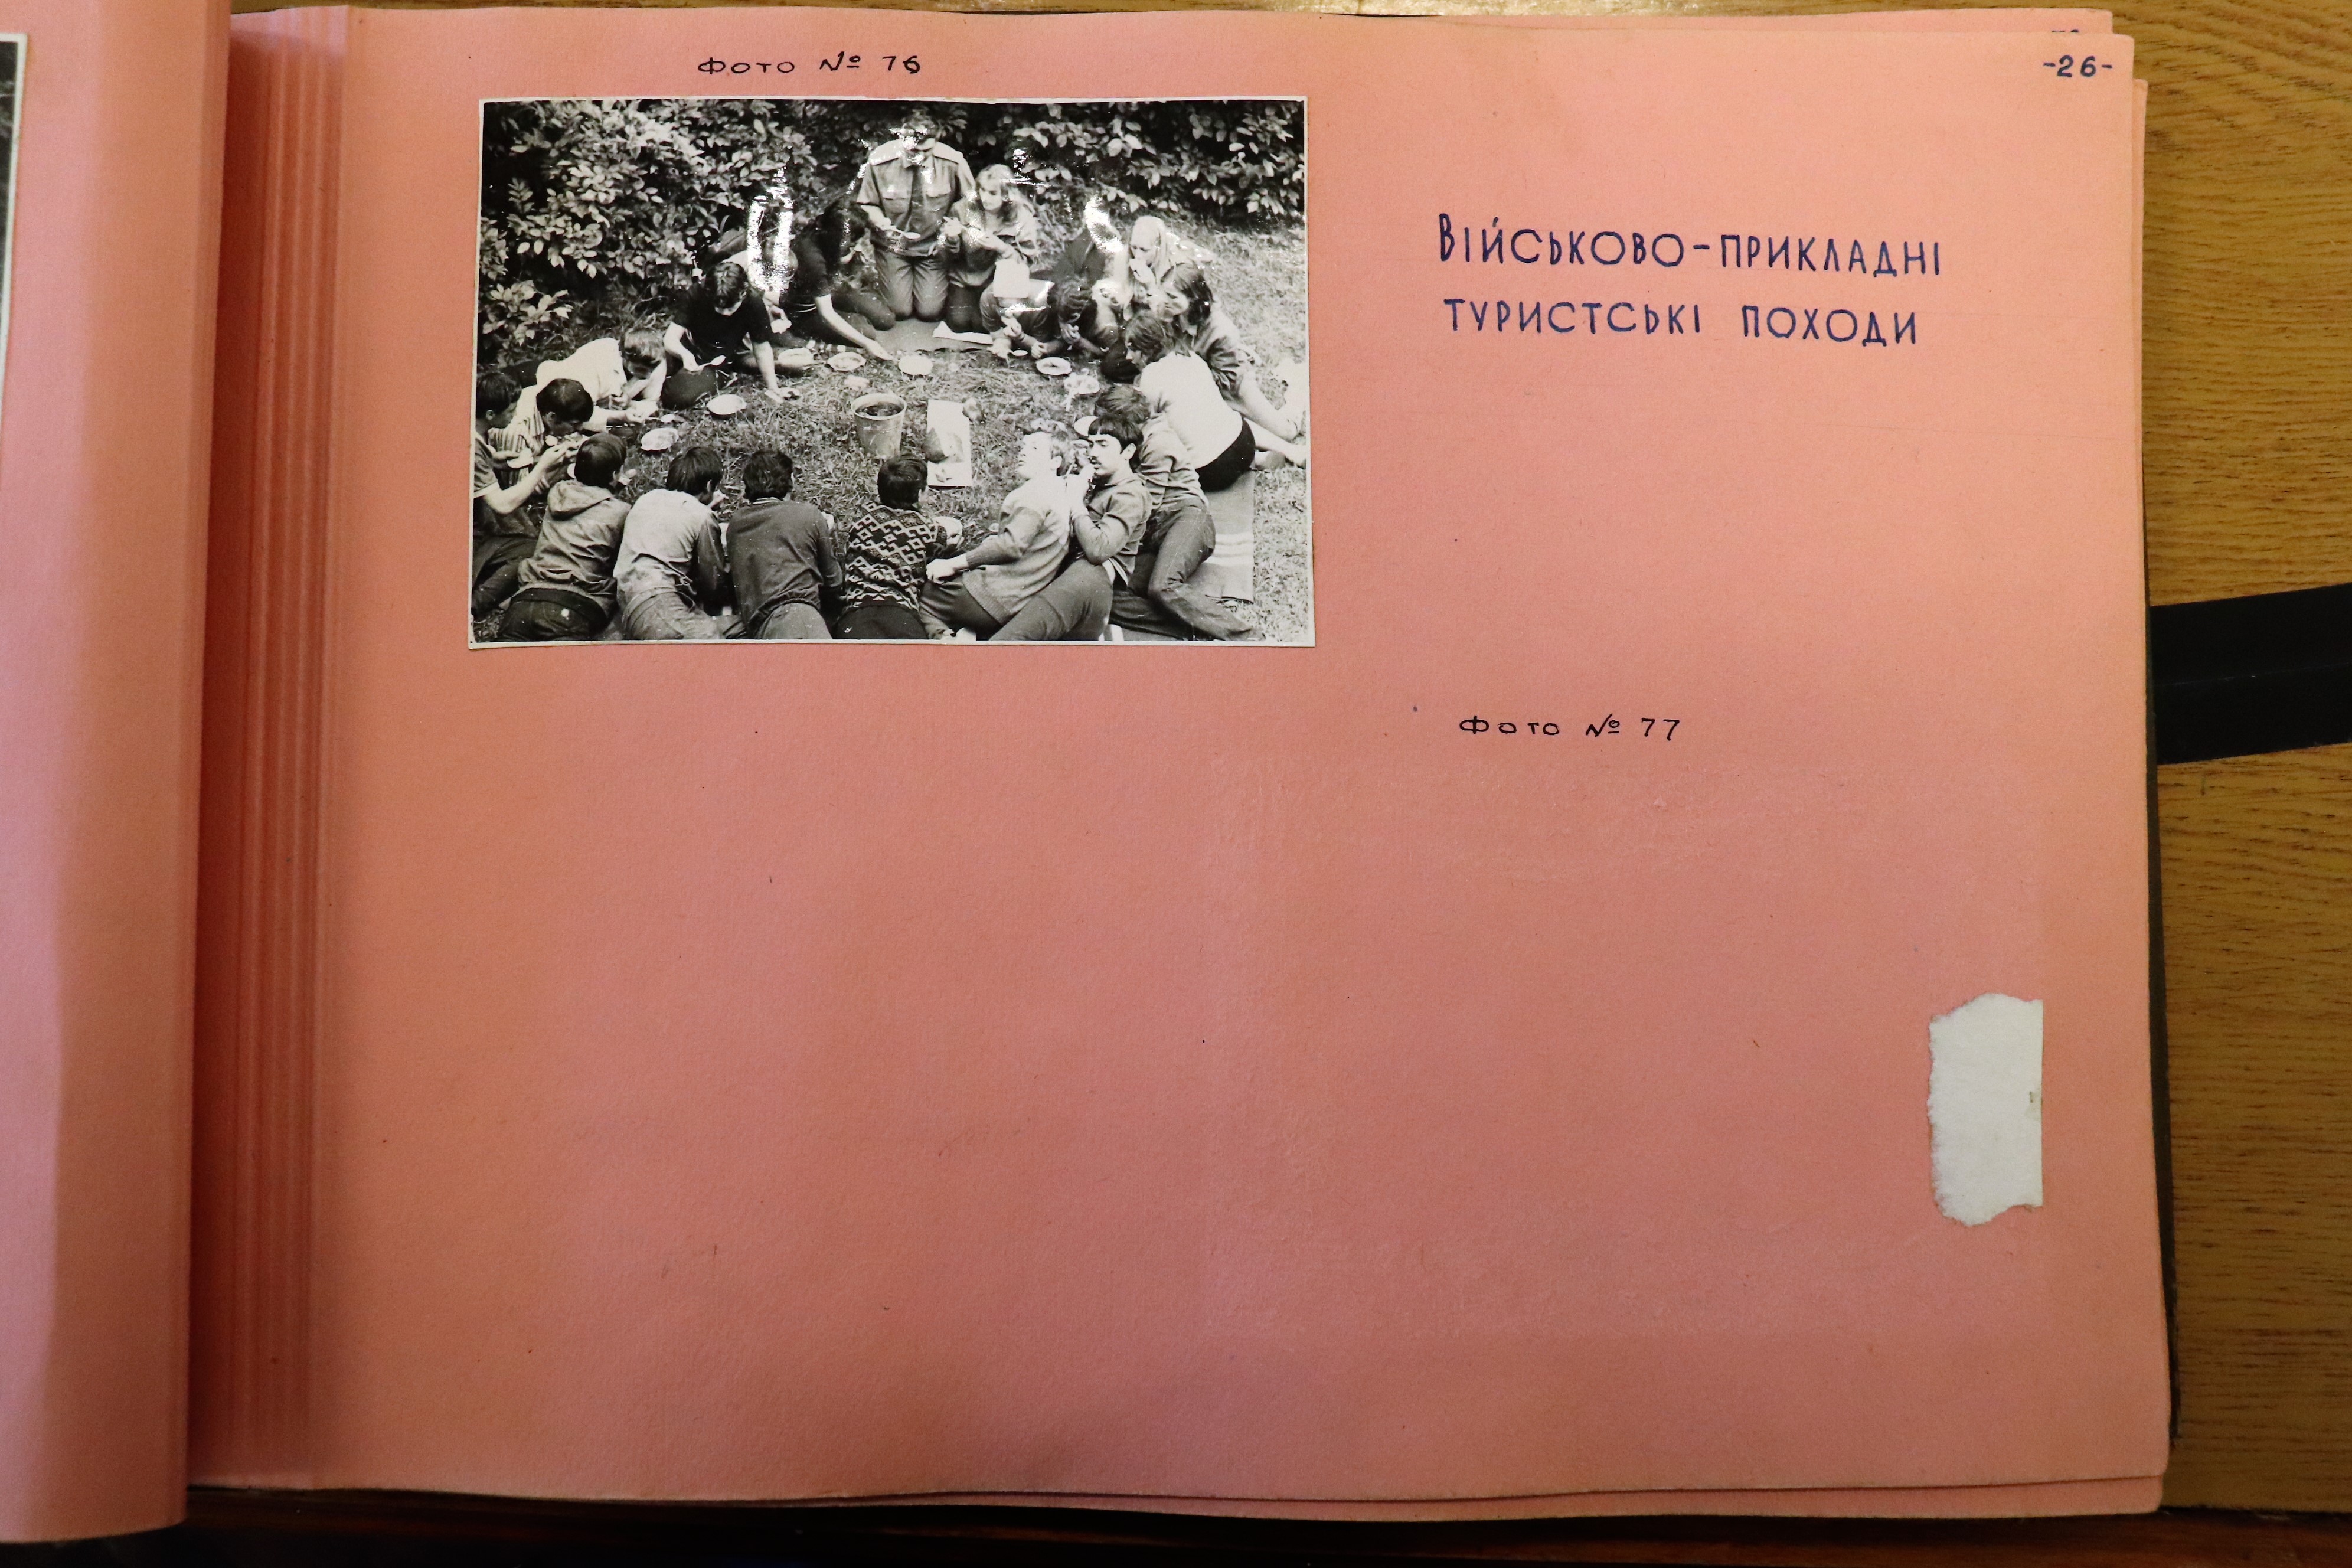 Фото № 76
-26-
ВІЙСЬКОВО-ПРИКЛАДНІ
ТУРИСТСЬКІ ПОХОДИ
Фото № 77